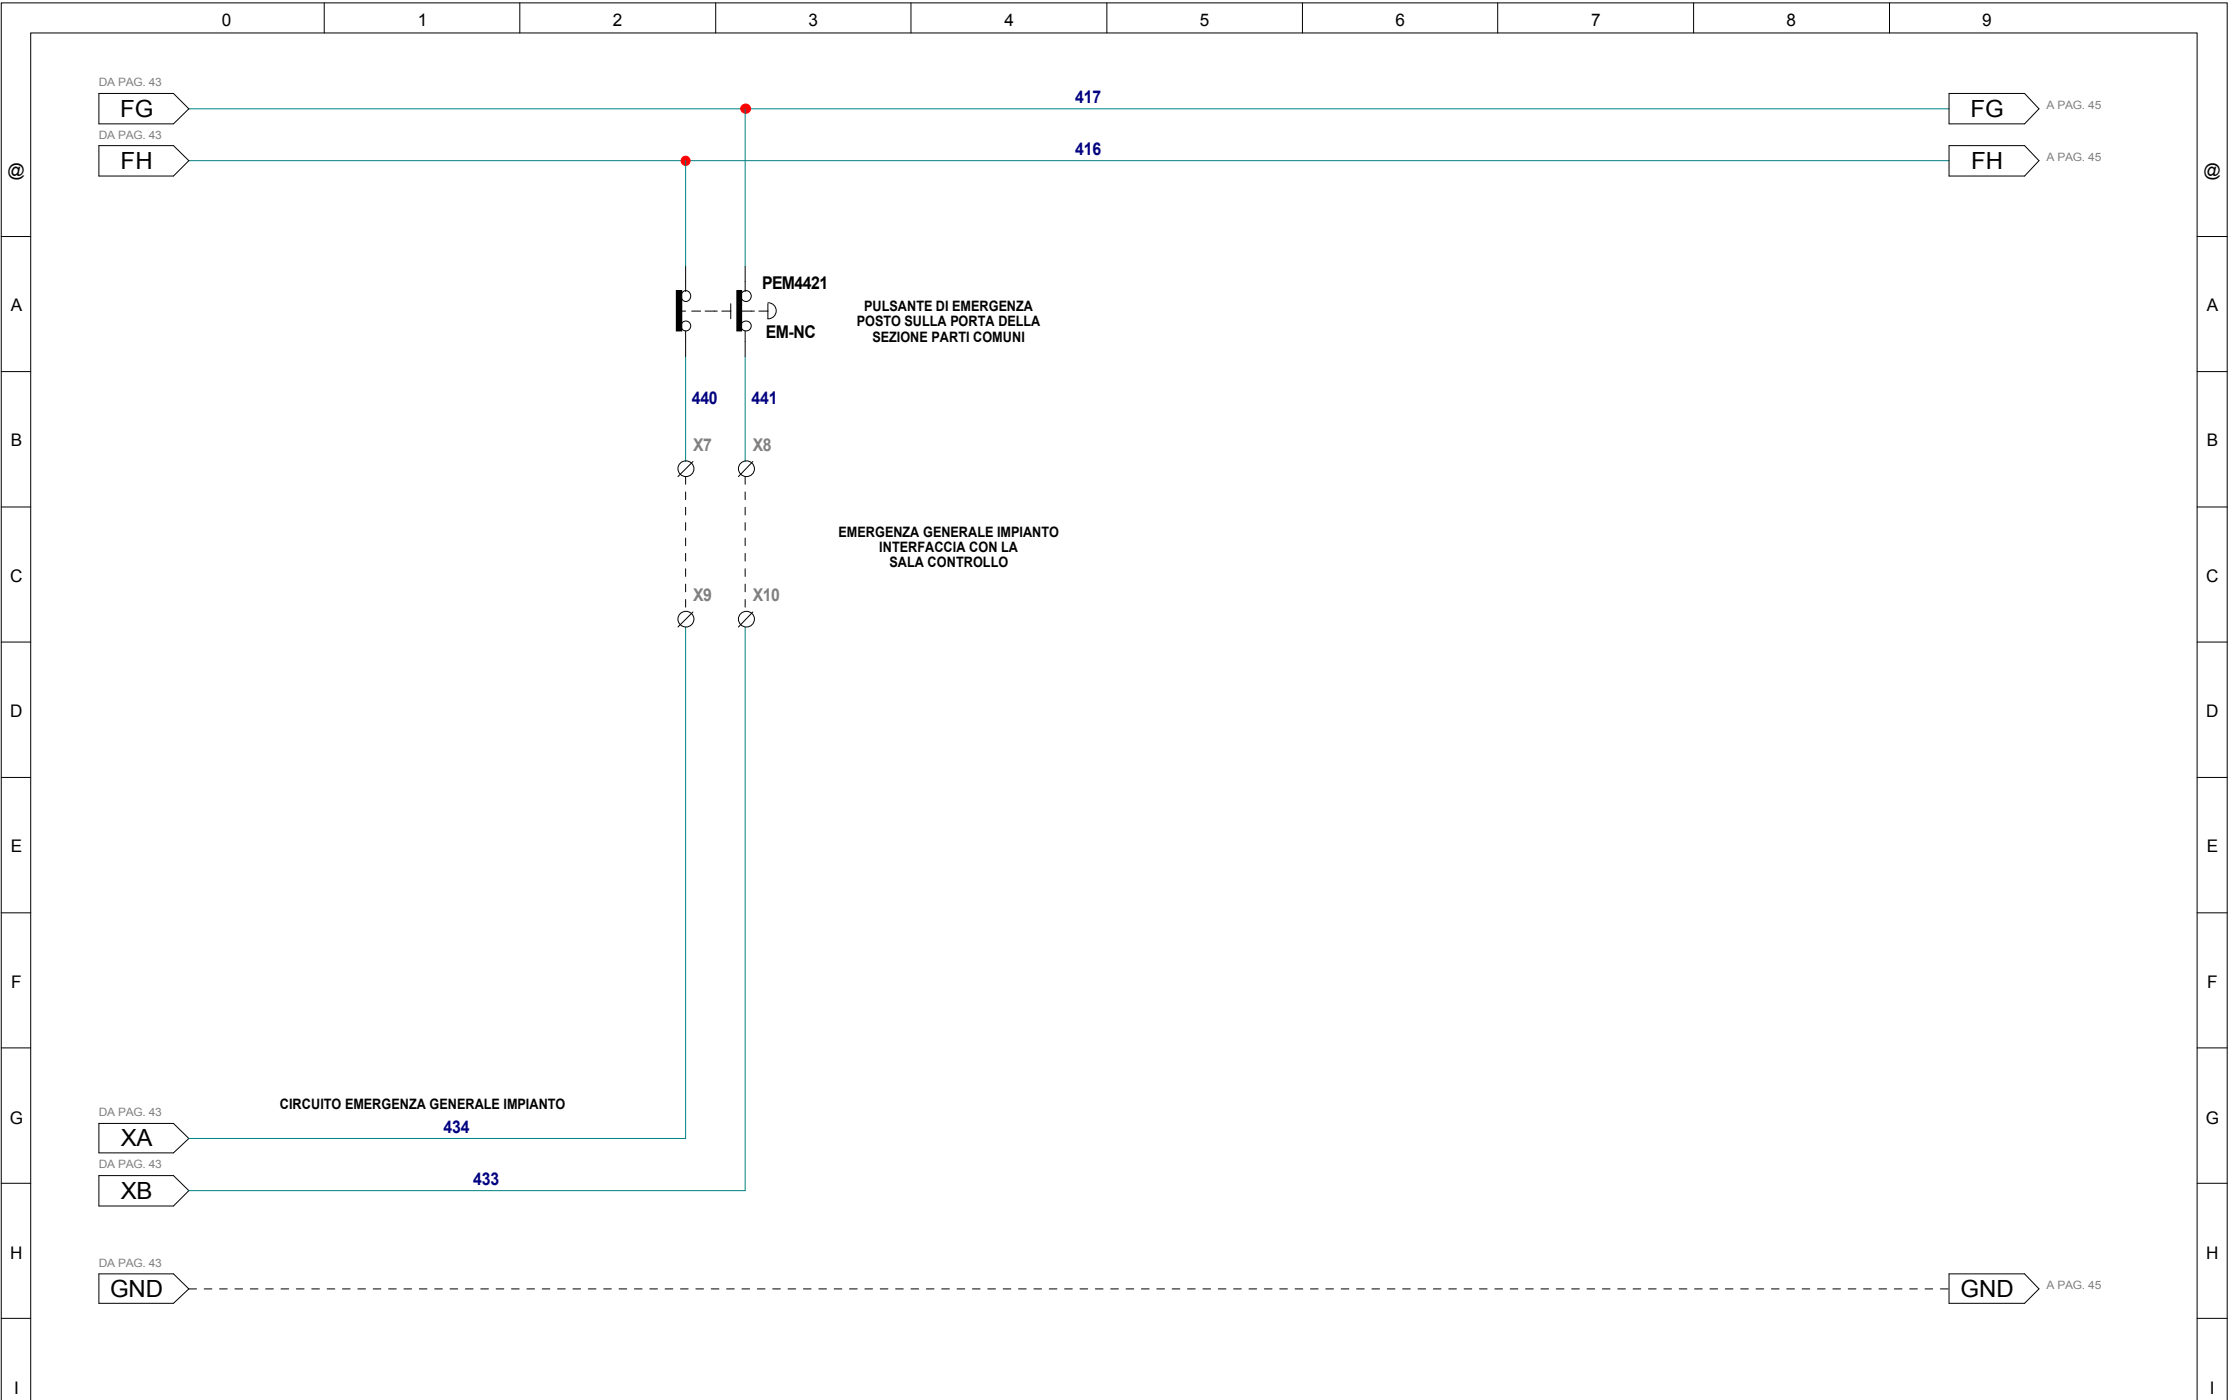 0 1 2 3 4 5 6 7 8 9
DA PAG. 43
FG
417
FG
A PAG. 45
DA PAG. 43
FH
416
FH
A PAG. 45
@
@
A
A
PEM4421
EM-NC
PULSANTE DI EMERGENZA
POSTO SULLA PORTA DELLA
SEZIONE PARTI COMUNI
440
441
B
B
X7
X8
EMERGENZA GENERALE IMPIANTO
INTERFACCIA CON LA
SALA CONTROLLO
C
C
X9
X10
D
D
E
E
F
F
CIRCUITO EMERGENZA GENERALE IMPIANTO
G
G
DA PAG. 43
XA
434
DA PAG. 43
XB
433
H
H
DA PAG. 43
GND
GND
A PAG. 45
I
I